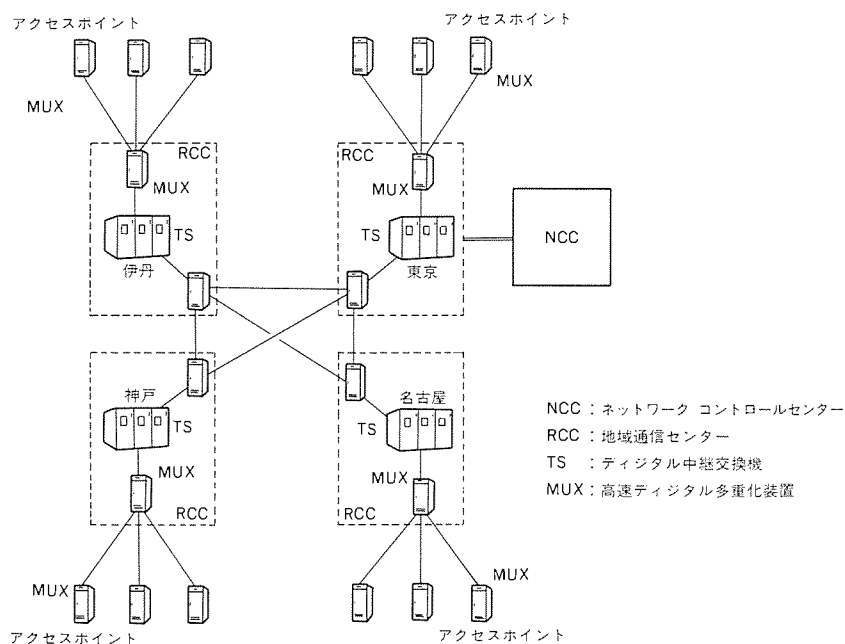 アクセスポイント
アクセスポイント
MUX
MUX
RCC
RCC
MUX
MUX
TS
TS
NCC
伊丹
東京
神戸
名古屋
TS
TS
MUX
MUX
RCC
RCC
MUX
MUX
アクセスポイント
アクセスポイント
NCC : ネットワーク コントロールセンター
RCC : 地域通信センター
TS : ディジタル中継交換機
MUX : 高速ディジタル多重化装置